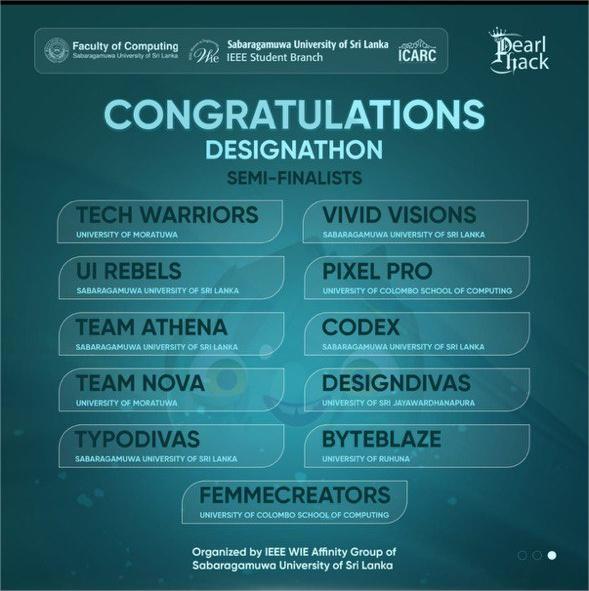 Faculty of Computing
Sabaragamuwa University of Sri Lanka
Wie
Sabaragamuwa University of Sri Lanka
IEEE Student Branch
ICARC
Pearl
Hack
CONGRATULATIONS
DESIGNATHON
SEMI-FINALISTS
TECH WARRIORS
UNIVERSITY OF MORATUWA
VIVID VISIONS
SABARAGAMUWA UNIVERSITY OF SRI LANKA
UI REBELS
SABARAGAMUWA UNIVERSITY OF SRI LANKA
PIXEL PRO
UNIVERSITY OF COLOMBO SCHOOL OF COMPUTING
TEAM ATHENA
SABARAGAMUWA UNIVERSITY OF SRI LANKA
CODEX
SABARAGAMUWA UNIVERSITY OF SRI LANKA
TEAM NOVA
UNIVERSITY OF MORATUWA
DESIGNDIVAS
UNIVERSITY OF SRI JAYAWARDHANAPURA
TYPODIVAS
SABARAGAMUWA UNIVERSITY OF SRI LANKA
BYTEBLAZE
UNIVERSITY OF RUHUNA
FEMMECREATORS
UNIVERSITY OF COLOMBO SCHOOL OF COMPUTING
Organized by IEEE WIE Affinity Group of
Sabaragamuwa University of Sri Lanka